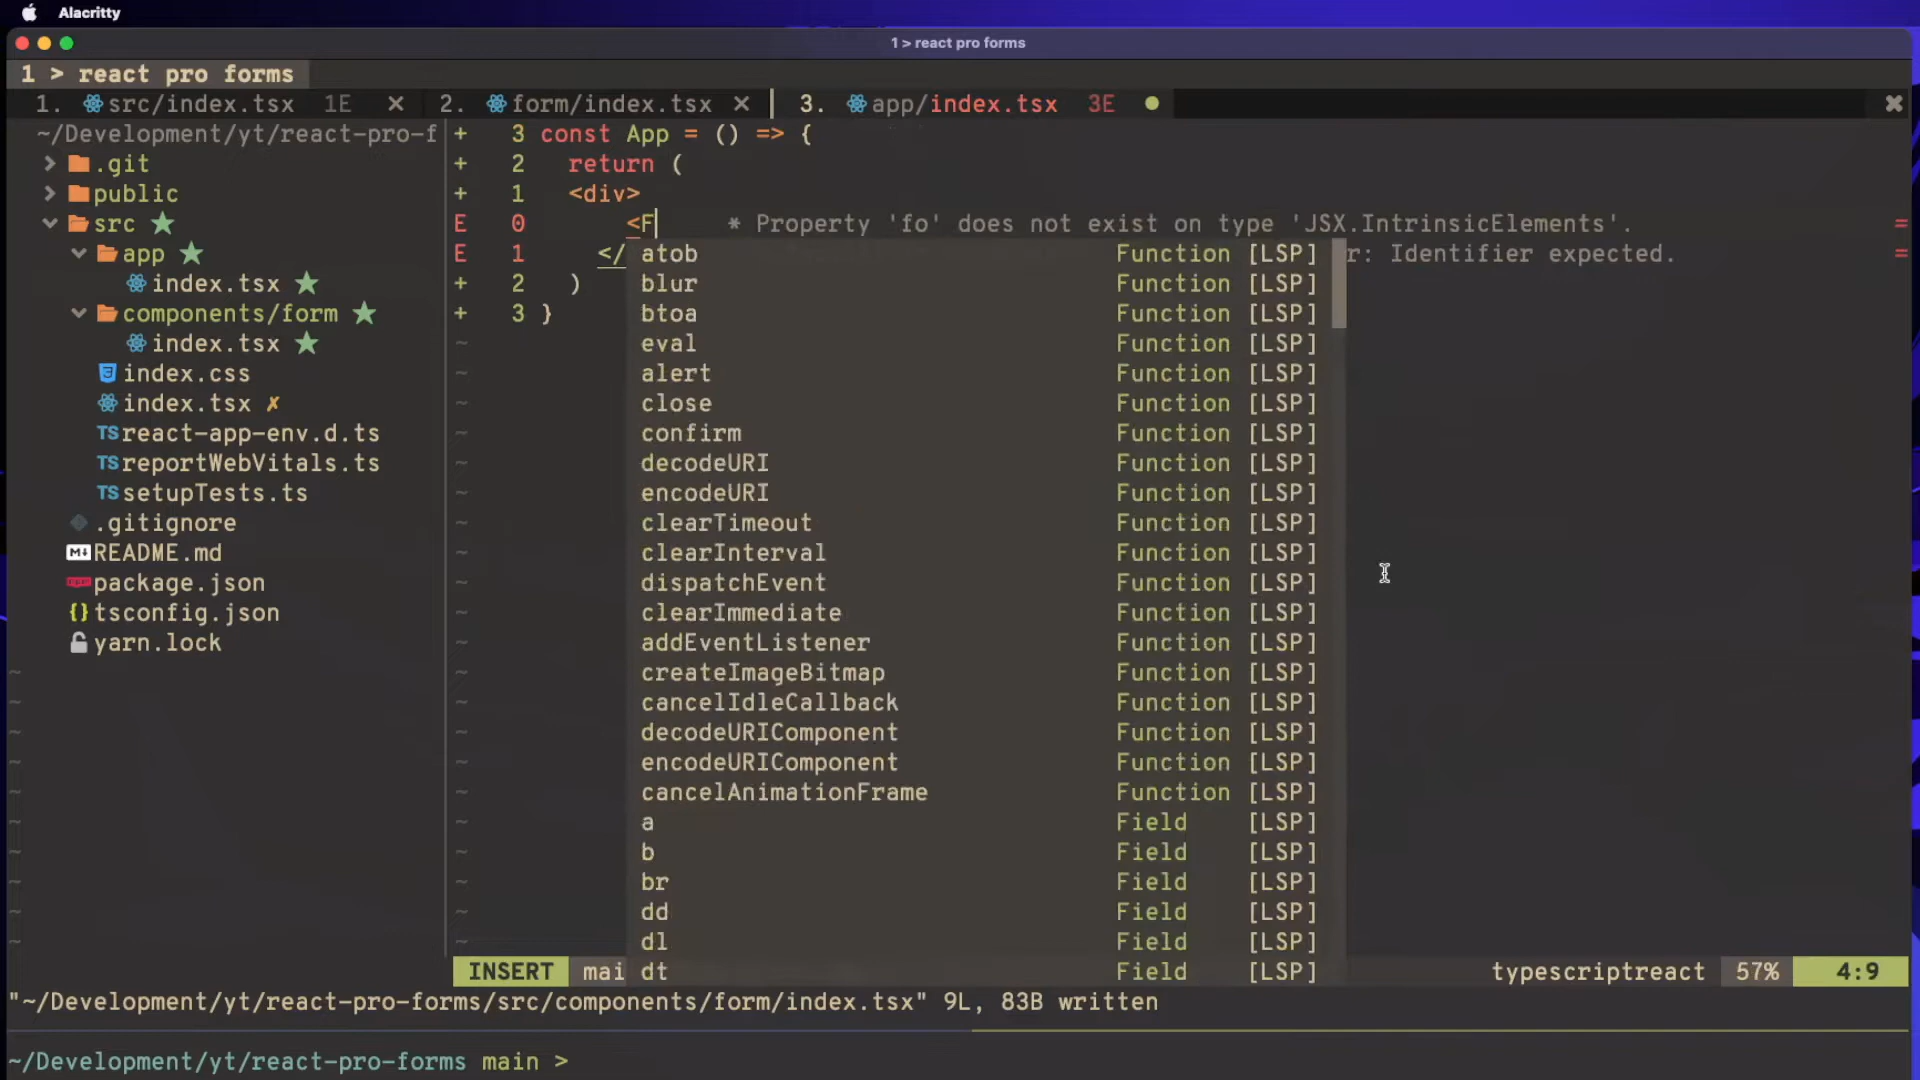 Alacritty
1 > react pro forms
1 > react pro forms
1. src/index.tsx 1E × 2. form/index.tsx × 3. app/index.tsx 3E ●
~/Development/yt/react-pro-f
.git
public
src ★
app ★
index.tsx ★
components/form ★
index.tsx ★
index.css
index.tsx ✗
TS react-app-env.d.ts
TS reportWebVitals.ts
TS setupTests.ts
.gitignore
M↓ README.md
package.json
{} tsconfig.json
yarn.lock
+ 3 const App = () => {
+ 2 return (
+ 1 <div>
E 0 <F * Property 'fo' does not exist on type 'JSX.IntrinsicElements'. =
E 1 </ r: Identifier expected. =
+ 2 )
+ 3 }
atob Function [LSP]
blur Function [LSP]
btoa Function [LSP]
eval Function [LSP]
alert Function [LSP]
close Function [LSP]
confirm Function [LSP]
decodeURI Function [LSP]
encodeURI Function [LSP]
clearTimeout Function [LSP]
clearInterval Function [LSP]
dispatchEvent Function [LSP]
clearImmediate Function [LSP]
addEventListener Function [LSP]
createImageBitmap Function [LSP]
cancelIdleCallback Function [LSP]
decodeURIComponent Function [LSP]
encodeURIComponent Function [LSP]
cancelAnimationFrame Function [LSP]
a Field [LSP]
b Field [LSP]
br Field [LSP]
dd Field [LSP]
dl Field [LSP]
dt Field [LSP]
INSERT mai typescriptreact 57% 4:9
"~/Development/yt/react-pro-forms/src/components/form/index.tsx" 9L, 83B written
~/Development/yt/react-pro-forms main >